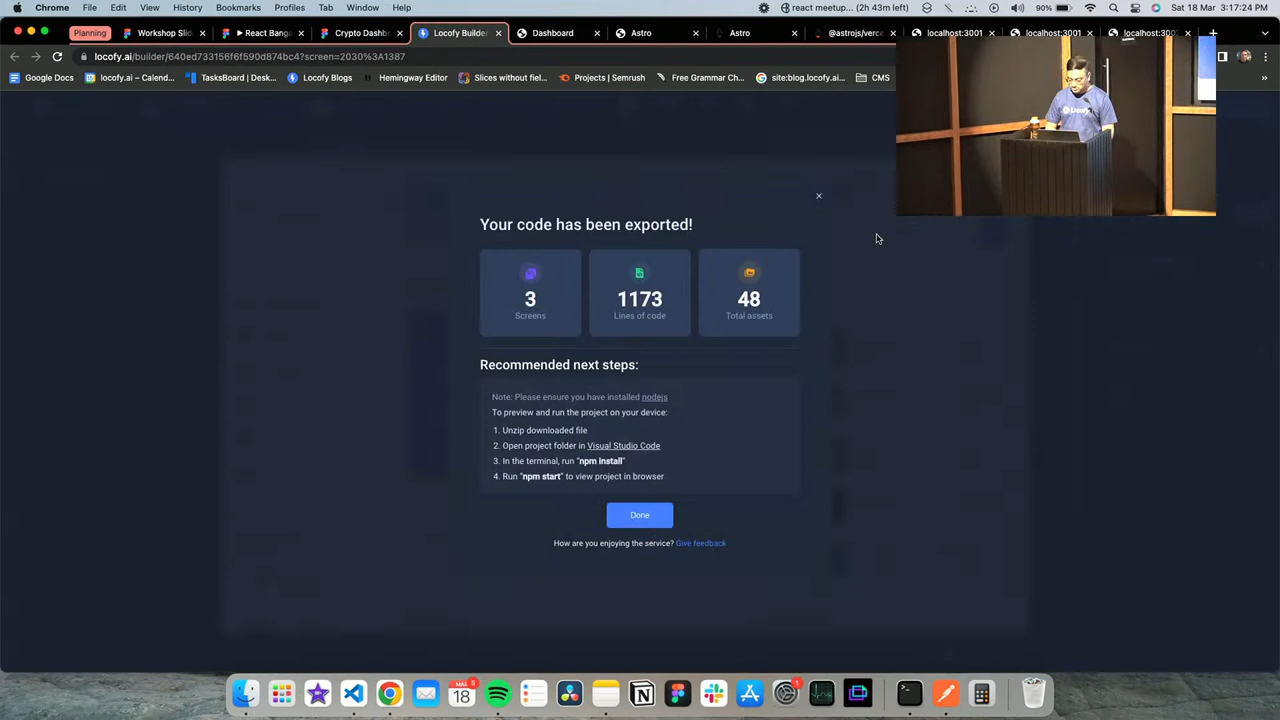 Chrome File Edit View History Bookmarks Profiles Tab Window Help
react meetup... (2h 43m left) 90% Sat 18 Mar 3:17:24 PM
Planning
Workshop Slid
React Banga
Crypto Dashbo
Locofy Builder
Dashboard
Astro
Astro
@astrojs/verce
localhost:3001
localhost:3001
localhost:300
locofy.ai/builder/640ed733156f6f5d0eadb0c4?screen=2030%3A1387
Google Docs
locofy.ai – Calend...
TasksBoard | Desk...
Locofy Blogs
Hemingway Editor
Slices without fiel...
Projects | Semrush
Free Grammar Ch...
site:blog.locofy.ai...
CMS
Locofy
Your code has been exported!
3
Screens
1173
Lines of code
48
Total assets
Recommended next steps:
Note: Please ensure you have installed nodejs
To preview and run the project on your device:
1. Unzip downloaded file
2. Open project folder in Visual Studio Code
3. In the terminal, run "npm install"
4. Run "npm start" to view project in browser
Done
How are you enjoying the service? Give feedback
18
5
1